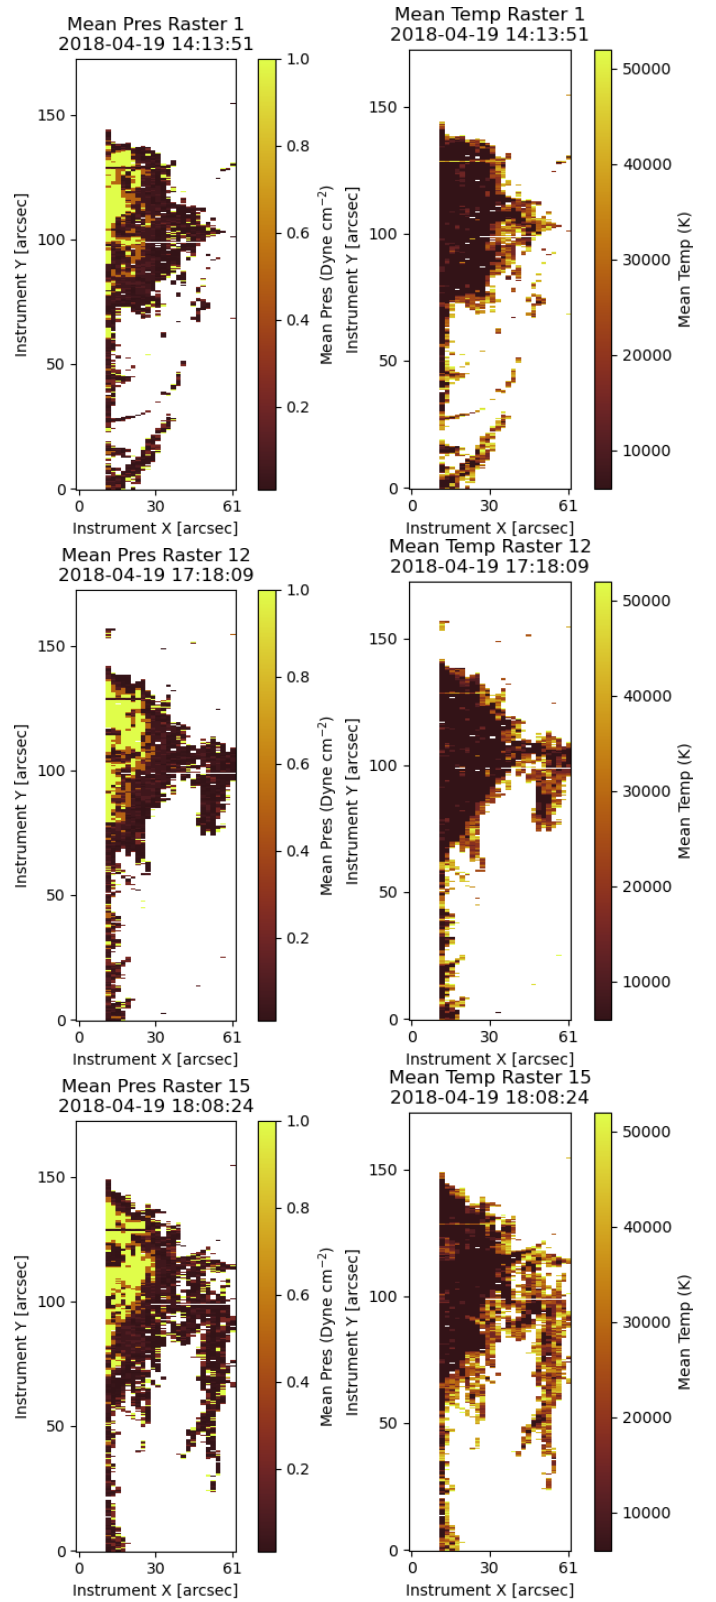 Mean Pres Raster 1
2018-04-19 14:13:51
150
100
50
0
0 30 61
Instrument X [arcsec]
Instrument Y [arcsec]
1.0
0.8
0.6
0.4
0.2
Mean Pres (Dyne cm⁻²)
Mean Temp Raster 1
2018-04-19 14:13:51
150
100
50
0
0 30 61
Instrument X [arcsec]
Instrument Y [arcsec]
50000
40000
30000
20000
10000
Mean Temp (K)
Mean Pres Raster 12
2018-04-19 17:18:09
150
100
50
0
0 30 61
Instrument X [arcsec]
Instrument Y [arcsec]
1.0
0.8
0.6
0.4
0.2
Mean Pres (Dyne cm⁻²)
Mean Temp Raster 12
2018-04-19 17:18:09
150
100
50
0
0 30 61
Instrument X [arcsec]
Instrument Y [arcsec]
50000
40000
30000
20000
10000
Mean Temp (K)
Mean Pres Raster 15
2018-04-19 18:08:24
150
100
50
0
0 30 61
Instrument X [arcsec]
Instrument Y [arcsec]
1.0
0.8
0.6
0.4
0.2
Mean Pres (Dyne cm⁻²)
Mean Temp Raster 15
2018-04-19 18:08:24
150
100
50
0
0 30 61
Instrument X [arcsec]
Instrument Y [arcsec]
50000
40000
30000
20000
10000
Mean Temp (K)